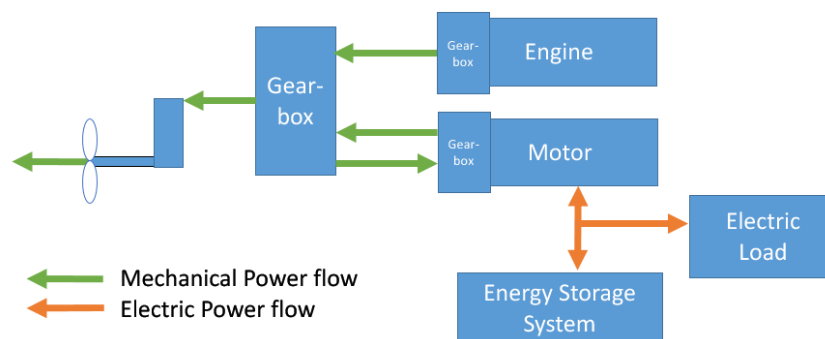 Gear-
box
Engine
Gear-
box
Gear-
box
Motor
Electric
Load
Energy Storage
System
Mechanical Power flow
Electric Power flow